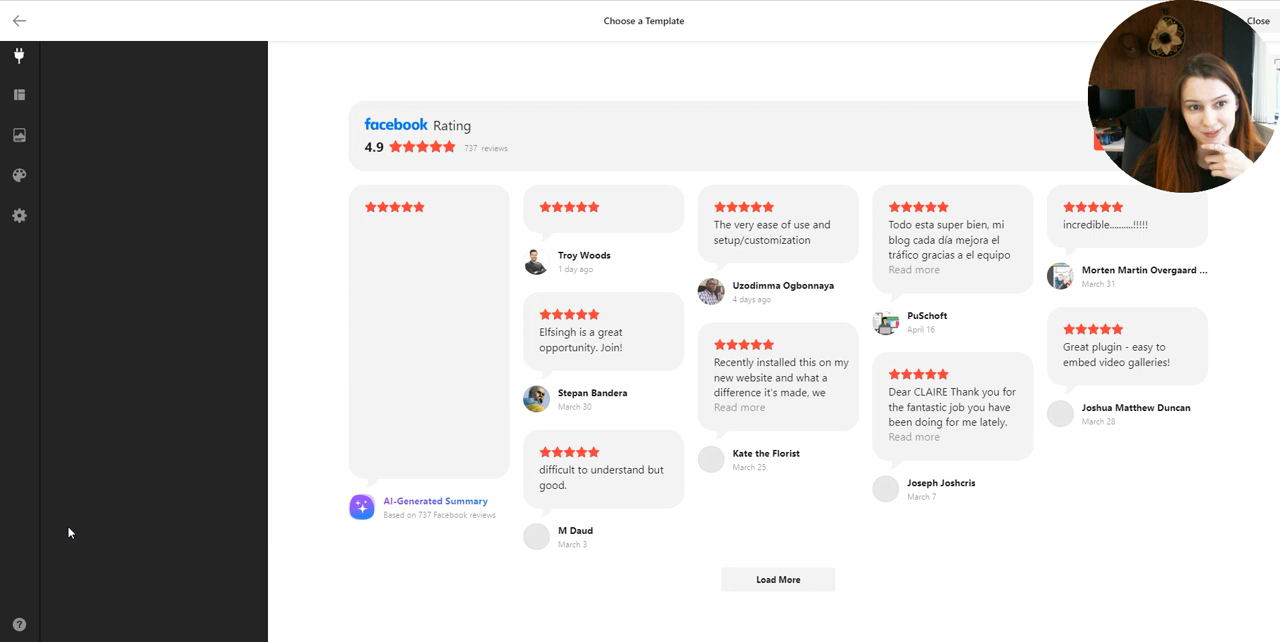 Choose a Template
Close
facebook Rating
4.9
737 reviews
AI-Generated Summary
Based on 737 Facebook reviews
Troy Woods
1 day ago
Elfsingh is a great
opportunity. Join!
Stepan Bandera
March 30
difficult to understand but
good.
M Daud
March 3
The very ease of use and
setup/customization
Uzodimma Ogbonnaya
4 days ago
Recently installed this on my
new website and what a
difference it's made, we
Read more
Kate the Florist
March 25
Todo esta super bien, mi
blog cada día mejora el
tráfico gracias a el equipo
Read more
PuSchoft
April 16
Dear CLAIRE Thank you for
the fantastic job you have
been doing for me lately.
Read more
Joseph Joshcris
March 7
incredible..........!!!!!
Morten Martin Overgaard ...
March 31
Great plugin - easy to
embed video galleries!
Joshua Matthew Duncan
March 28
Load More